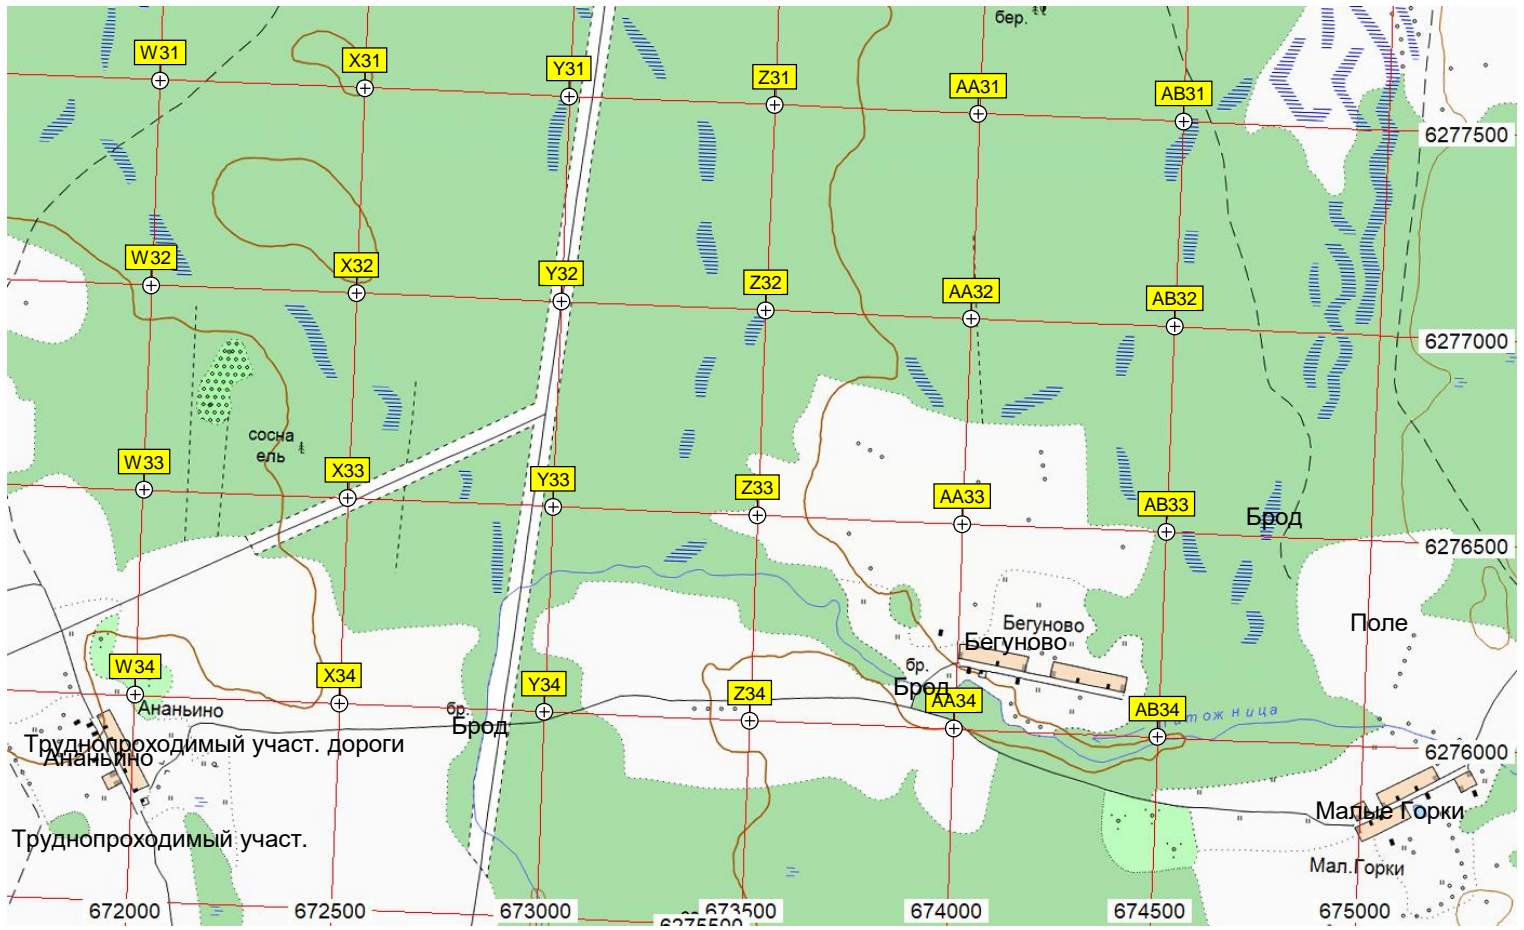 бер.
W31
X31
Y31
Z31
AA31
AB31
6277500
W32
X32
Y32
Z32
AA32
AB32
6277000
сосна
ель
W33
X33
Y33
Z33
AA33
AB33
Брод
6276500
Поле
Бегуново
Бегуново
бр.
W34
X34
Y34
Z34
Брод
AA34
AB34
Ананьино
бр.
Брод
Труднопроходимый участ. дороги
Ананьино
6276000
Малые Горки
Труднопроходимый участ.
Мал.Горки
672000
672500
673000
673500
674000
674500
675000
6275500